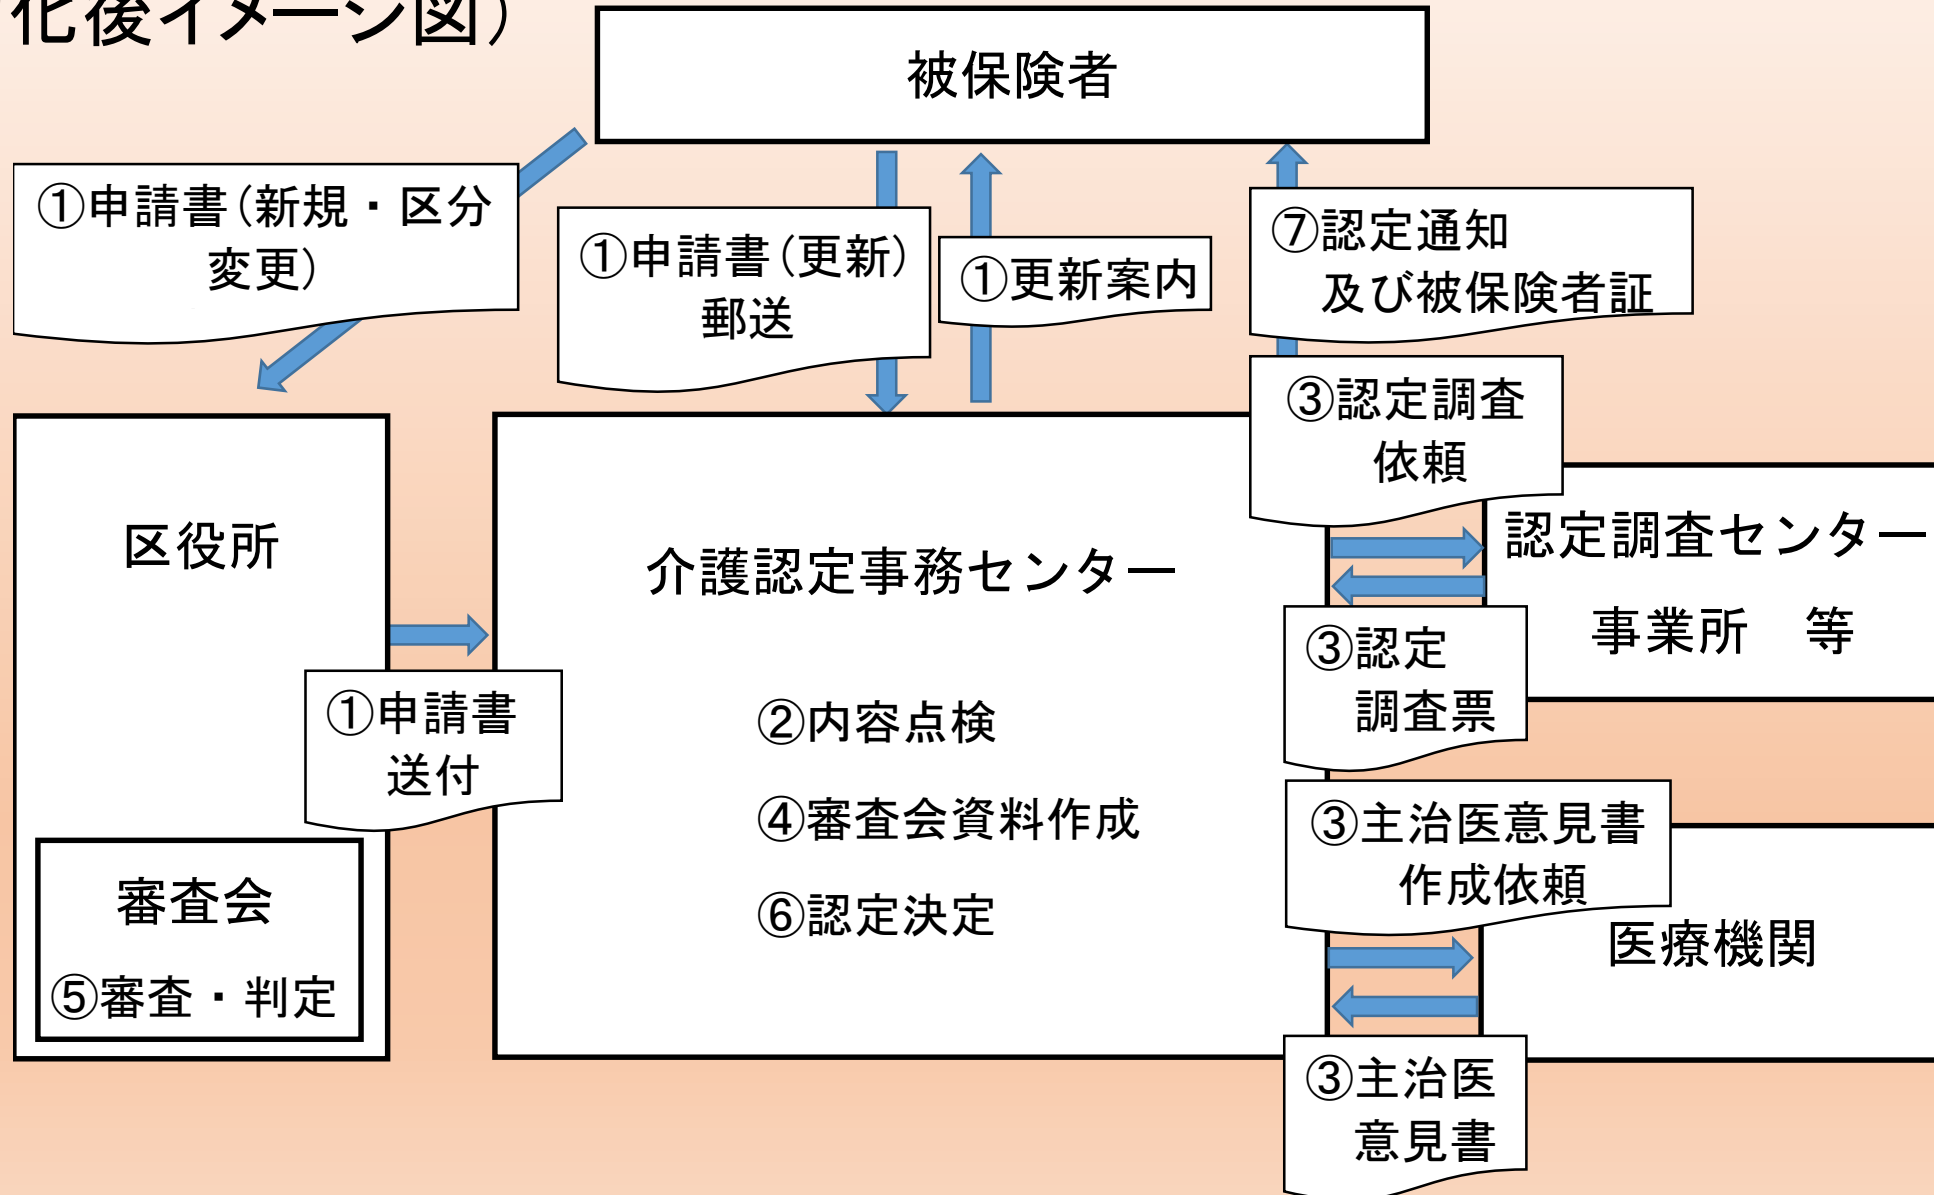 化後イメージ図）
被保険者
①申請書（新規・区分
変更）
①申請書（更新）
郵送
①更新案内
⑦認定通知
及び被保険者証
③認定調査
依頼
区役所
介護認定事務センター
認定調査センター
事業所　等
①申請書
送付
②内容点検
④審査会資料作成
⑥認定決定
③認定
調査票
③主治医意見書
作成依頼
審査会
⑤審査・判定
医療機関
③主治医
意見書